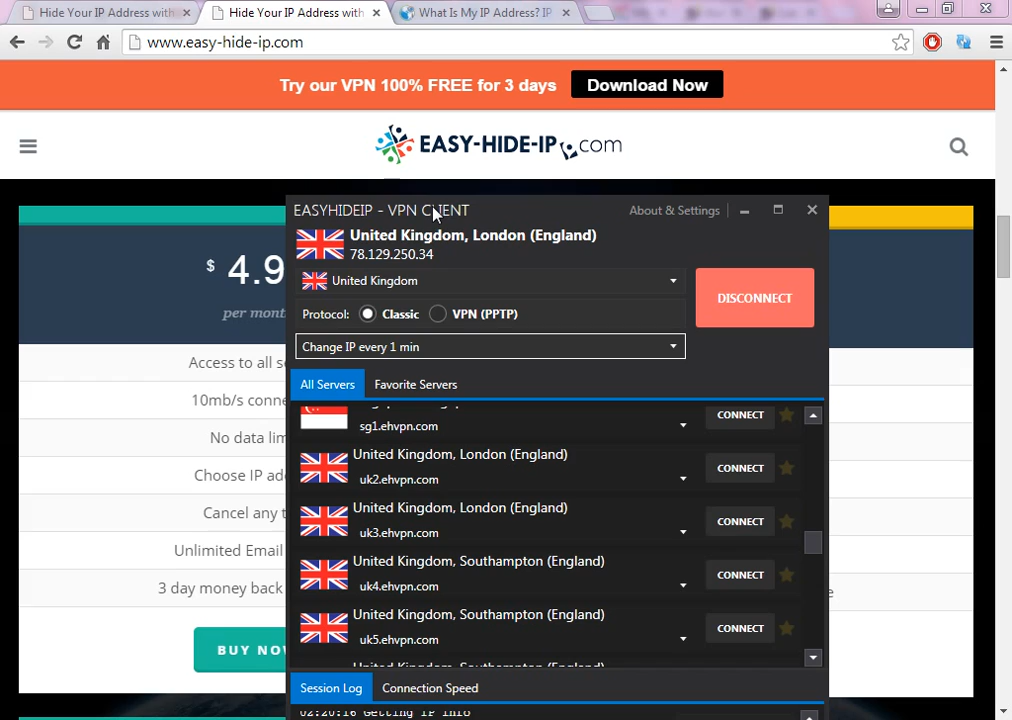 Hide Your IP Address with
Hide Your IP Address with
What Is My IP Address? IP
www.easy-hide-ip.com
Try our VPN 100% FREE for 3 days
Download Now
EASY-HIDE-IP.com
$ 4.9
per mont
Access to all s
10mb/s conne
No data lim
Choose IP add
Cancel any t
Unlimited Email
3 day money back
BUY NO
EASYHIDEIP - VPN CLIENT
About & Settings
United Kingdom, London (England)
78.129.250.34
United Kingdom
DISCONNECT
Protocol: Classic VPN (PPTP)
Change IP every 1 min
All Servers
Favorite Servers
sg1.ehvpn.com
CONNECT
United Kingdom, London (England)
uk2.ehvpn.com
CONNECT
United Kingdom, London (England)
uk3.ehvpn.com
CONNECT
United Kingdom, Southampton (England)
uk4.ehvpn.com
CONNECT
United Kingdom, Southampton (England)
uk5.ehvpn.com
CONNECT
Session Log
Connection Speed
02:20:16 Getting IP info